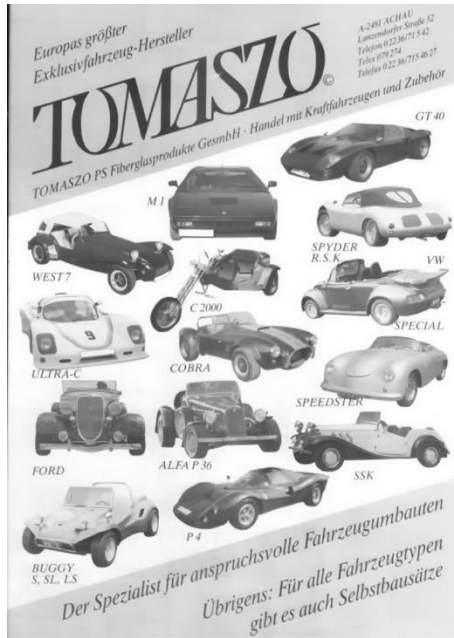 Europas größter
Exklusivfahrzeug-Hersteller
A-2481 ACHAU
Lanzendorfer Straße 52
Telefon 0 22 36/71 5 42
Telex 079 274
Telefax 0 22 36/715 46 27
TOMASZO©
TOMASZO PS Fiberglasprodukte GesmbH · Handel mit Kraftfahrzeugen und Zubehör
GT 40
M 1
SPYDER
R.S.K.
WEST 7
VW
SPECIAL
C 2000
ULTRA-C
9
COBRA
SPEEDSTER
FORD
ALFA P 36
SSK
P 4
BUGGY
S, SL, LS
Der Spezialist für anspruchsvolle Fahrzeugumbauten
Übrigens: Für alle Fahrzeugtypen
gibt es auch Selbstbausätze